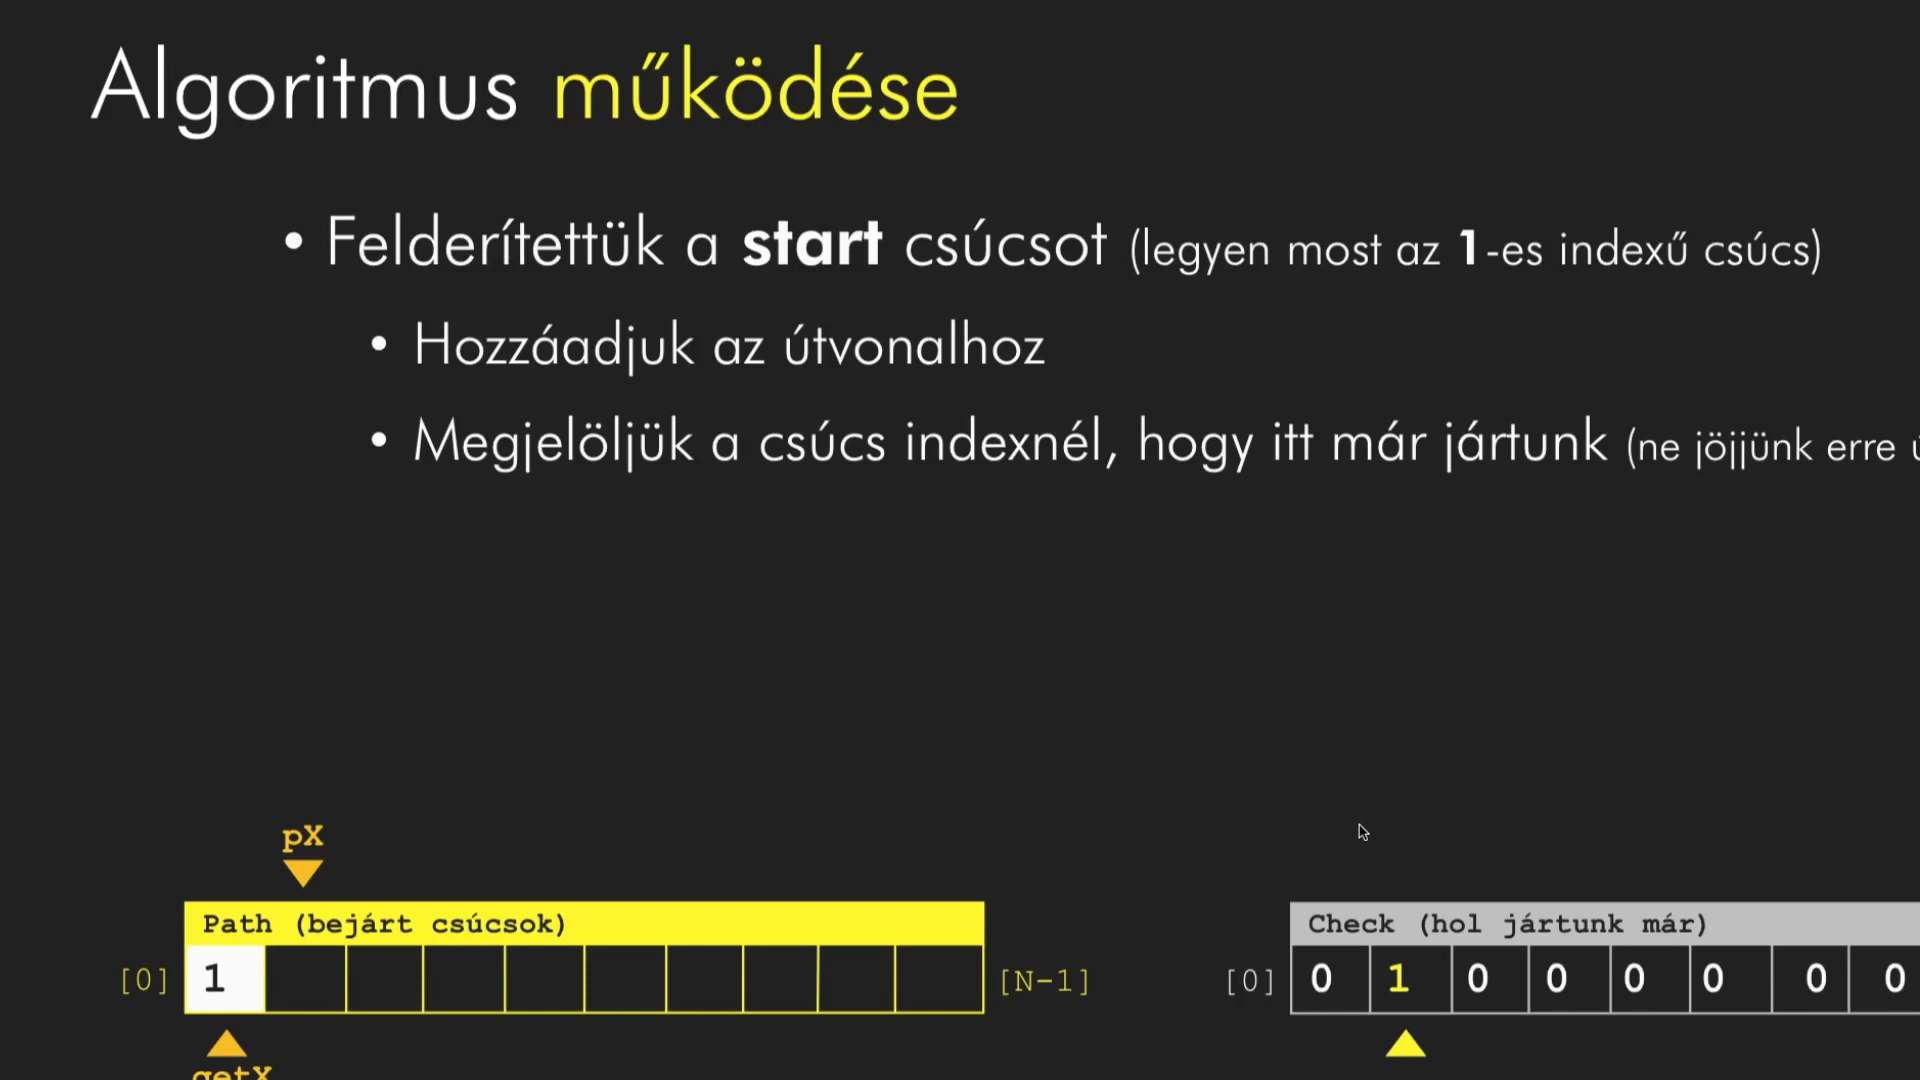 Algoritmus működése
• Felderítettük a start csúcsot (legyen most az 1-es indexű csúcs)
• Hozzáadjuk az útvonalhoz
• Megjelöljük a csúcs indexnél, hogy itt már jártunk (ne jöjjünk erre
pX
Path (bejárt csúcsok)
[0] 1 [N-1]
getX
Check (hol jártunk már)
[0] 0 1 0 0 0 0 0 0